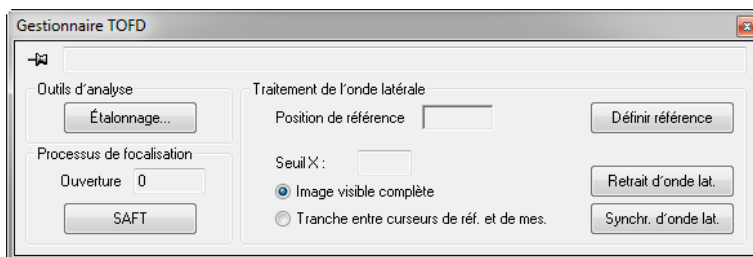 Gestionnaire TOFD
Outils d'analyse
Étalonnage...
Processus de focalisation
Ouverture 0
SAFT
Traitement de l'onde latérale
Position de référence
Définir référence
Seuil X :
Image visible complète
Retrait d'onde lat.
Tranche entre curseurs de réf. et de mes.
Synchr. d'onde lat.